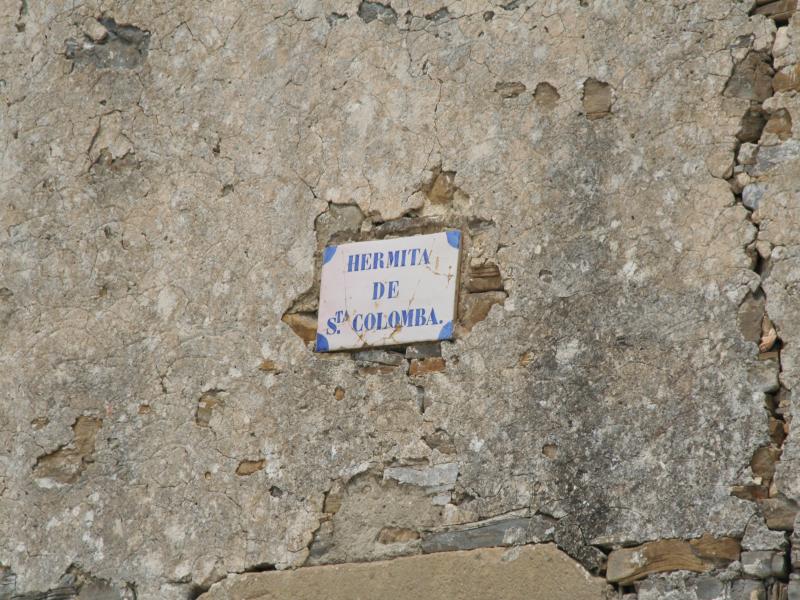 HERMITA
DE
S.TA COLOMBA.